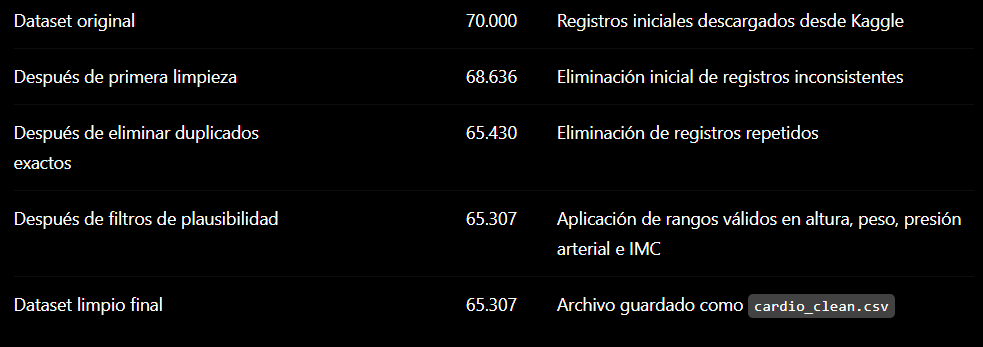 Dataset original 70.000 Registros iniciales descargados desde Kaggle
Después de primera limpieza 68.636 Eliminación inicial de registros inconsistentes
Después de eliminar duplicados 65.430 Eliminación de registros repetidos
exactos
Después de filtros de plausibilidad 65.307 Aplicación de rangos válidos en altura, peso, presión
arterial e IMC
Dataset limpio final 65.307 Archivo guardado como cardio_clean.csv